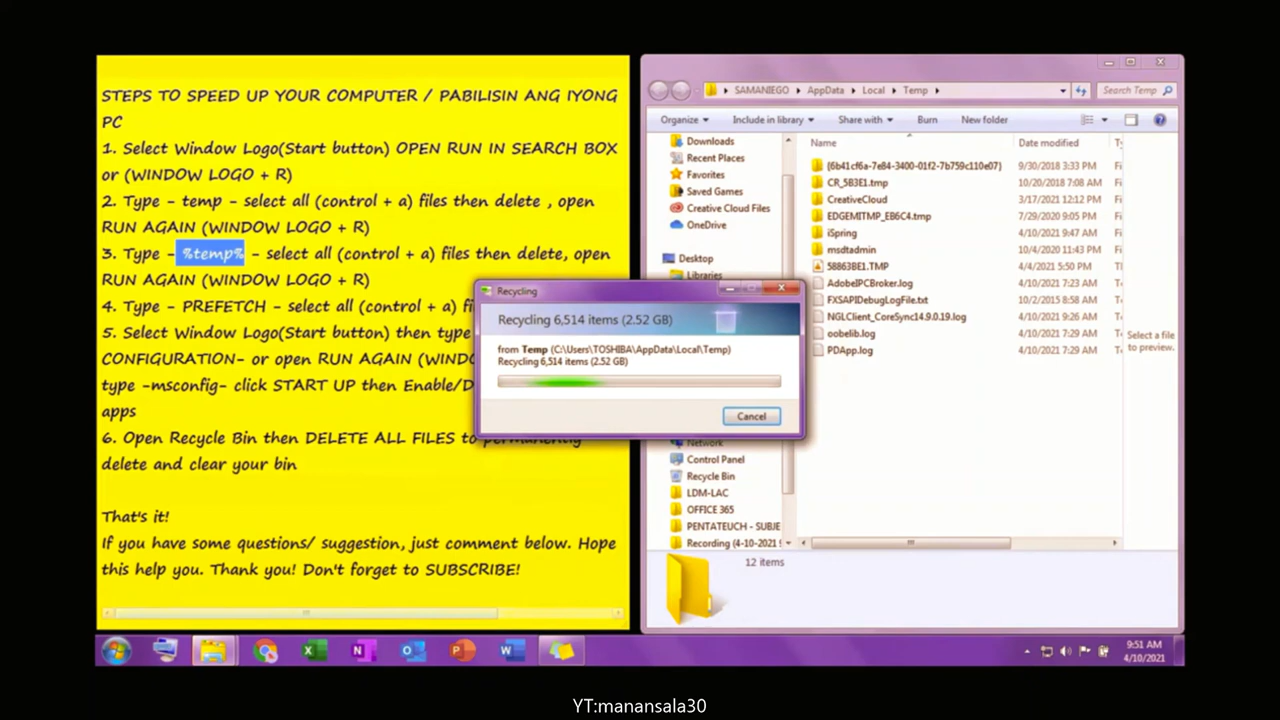 STEPS TO SPEED UP YOUR COMPUTER / PABILISIN ANG IYONG
PC
1. Select Window Logo(Start button) OPEN RUN IN SEARCH BOX
or (WINDOW LOGO + R)
2. Type - temp - select all (control + a) files then delete , open
RUN AGAIN (WINDOW LOGO + R)
3. Type - %temp% - select all (control + a) files then delete, open
RUN AGAIN (WINDOW LOGO + R)
4. Type - PREFETCH - select all (control + a) fi
5. Select Window Logo(Start button) then type
CONFIGURATION- or open RUN AGAIN (WINDO
type -msconfig- click START UP then Enable/D
apps
6. Open Recycle Bin then DELETE ALL FILES to permanently
delete and clear your bin
That's it!
If you have some questions/ suggestion, just comment below. Hope
this help you. Thank you! Don't forget to SUBSCRIBE!
SAMANIEGO AppData Local Temp
Search Temp
Organize Include in library Share with Burn New folder
Downloads
Recent Places
Favorites
Saved Games
Creative Cloud Files
OneDrive
Desktop
Libraries
Network
Control Panel
Recycle Bin
LDM-LAC
OFFICE 365
PENTATEUCH - SUBJE
Recording (4-10-2021
Name Date modified
{6b41cf6a-7e84-3400-01f2-7b759c110e07} 9/30/2018 3:33 PM Fi
CR_5B3E1.tmp 10/20/2018 7:08 AM Fi
CreativeCloud 3/17/2021 12:12 PM Fi
EDGEMITMP_EB6C4.tmp 7/29/2020 9:05 PM Fi
iSpring 4/10/2021 9:47 AM Fi
msdtadmin 10/4/2020 11:43 PM Fi
58863BE1.TMP 4/4/2021 5:50 PM
AdobeIPCBroker.log 4/10/2021 7:29 AM
FXSAPIDebugLogFile.txt 10/2/2015 8:58 AM
NGLClient_CoreSync14.9.0.19.log 4/10/2021 9:26 AM
oobelib.log 4/10/2021 7:29 AM
PDApp.log 4/10/2021 7:29 AM
Select a file
to preview.
12 items
Recycling
Recycling 6,514 items (2.52 GB)
from Temp (C:\Users\TOSHIBA\AppData\Local\Temp)
Recycling 6,514 items (2.52 GB)
Cancel
9:51 AM
4/10/2021
YT:manansala30